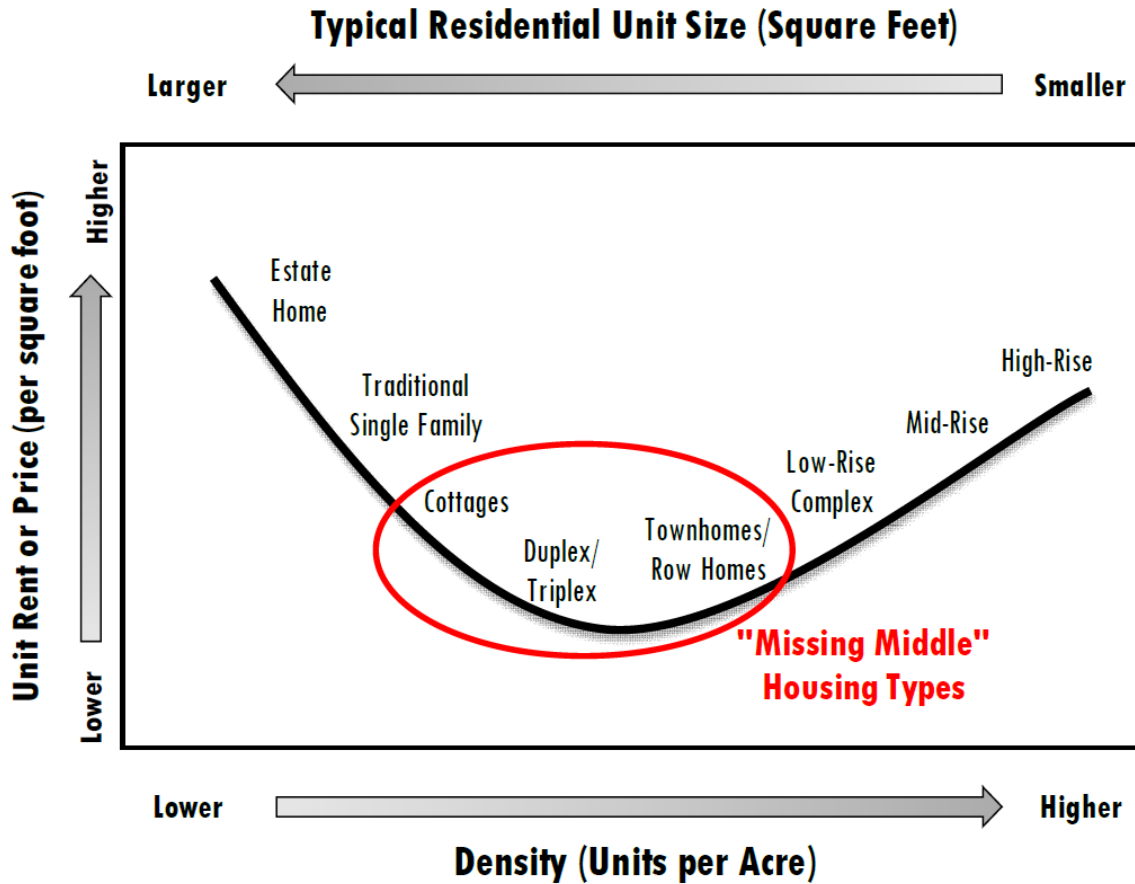 Typical Residential Unit Size (Square Feet)
Larger
Smaller
Unit Rent or Price (per square foot)
Higher
Lower
Estate
Home
Traditional
Single Family
Cottages
Duplex/
Triplex
Townhomes/
Row Homes
Low-Rise
Complex
Mid-Rise
High-Rise
"Missing Middle"
Housing Types
Lower
Higher
Density (Units per Acre)